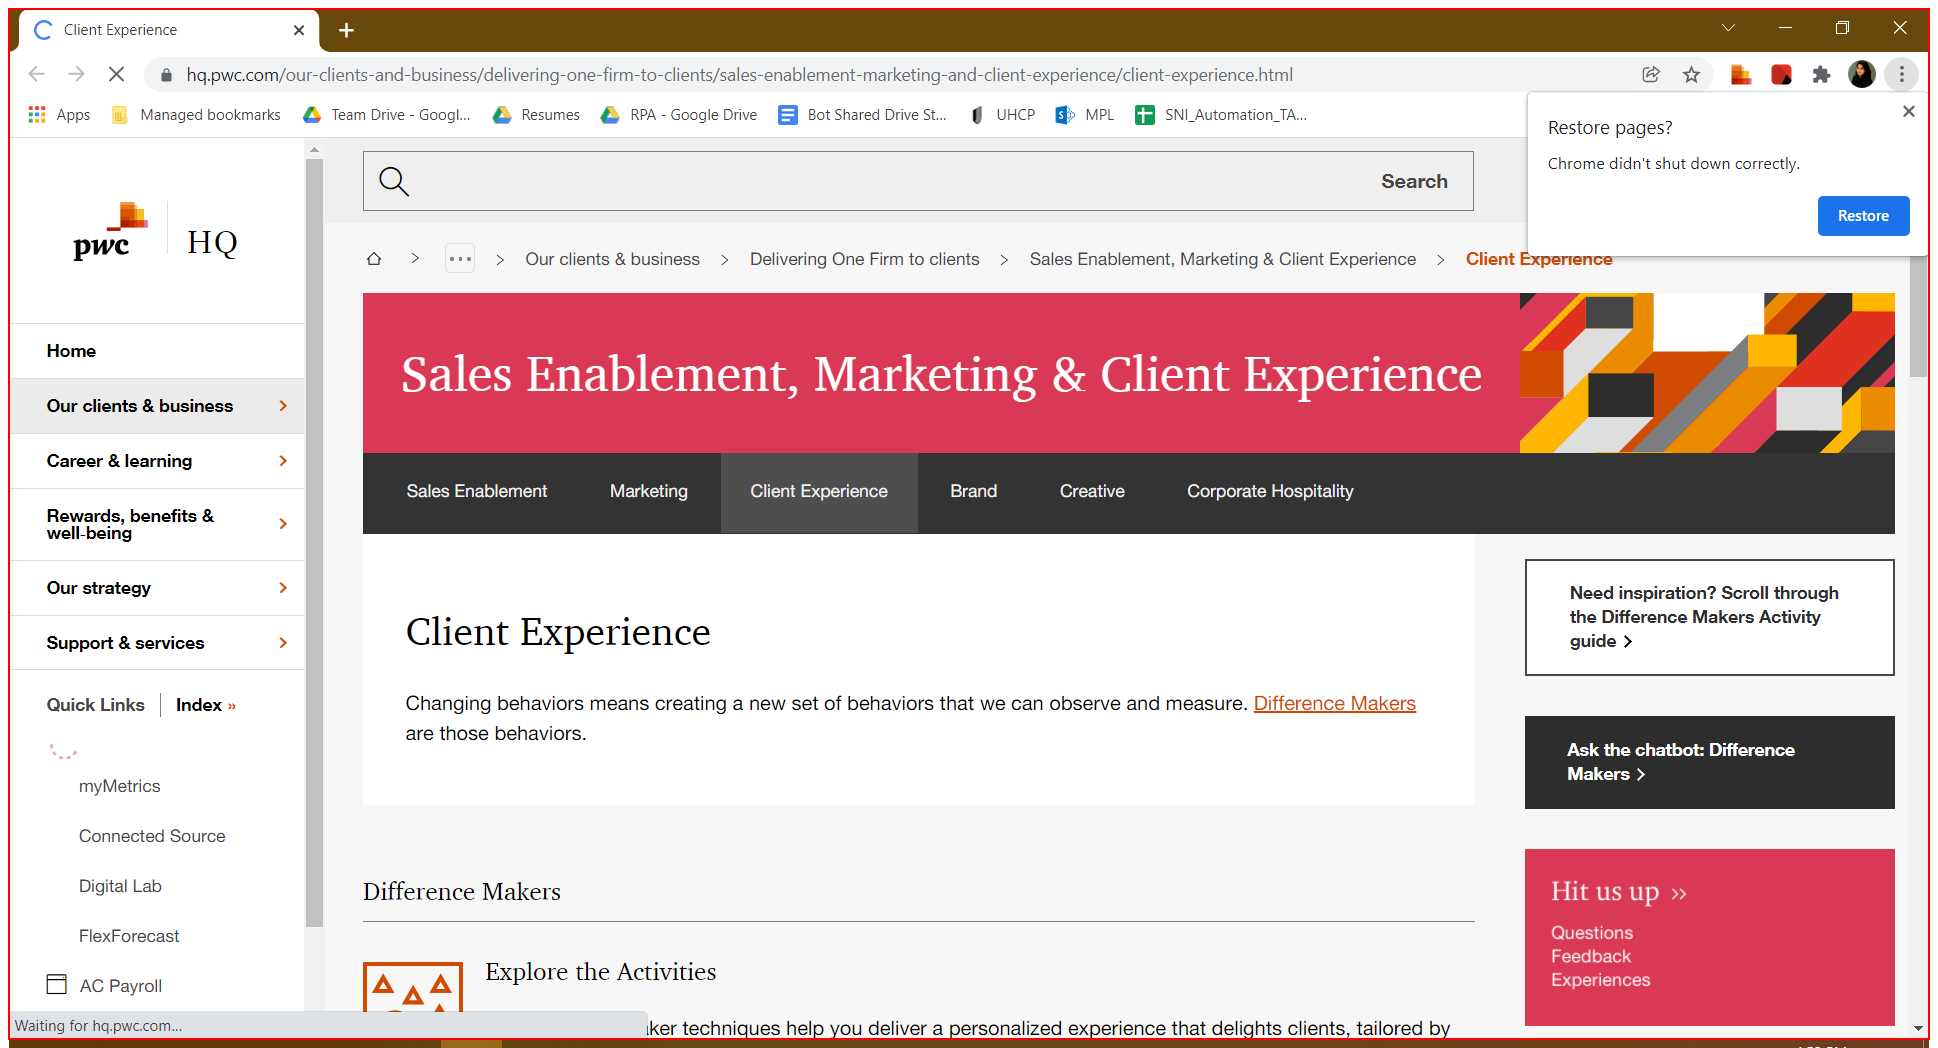 Client Experience
hq.pwc.com/our-clients-and-business/delivering-one-firm-to-clients/sales-enablement-marketing-and-client-experience/client-experience.html
Apps
Managed bookmarks
Team Drive - Googl...
Resumes
RPA - Google Drive
Bot Shared Drive St...
UHCP
MPL
SNI_Automation_TA...
Restore pages?
Chrome didn't shut down correctly.
Restore
pwc
HQ
Search
Our clients & business
Delivering One Firm to clients
Sales Enablement, Marketing & Client Experience
Client Experience
Home
Our clients & business
Career & learning
Rewards, benefits &
well-being
Our strategy
Support & services
Quick Links
Index »
myMetrics
Connected Source
Digital Lab
FlexForecast
AC Payroll
Waiting for hq.pwc.com...
Sales Enablement, Marketing & Client Experience
Sales Enablement
Marketing
Client Experience
Brand
Creative
Corporate Hospitality
Client Experience
Changing behaviors means creating a new set of behaviors that we can observe and measure. Difference Makers
are those behaviors.
Difference Makers
Explore the Activities
techniques help you deliver a personalized experience that delights clients, tailored by
Need inspiration? Scroll through
the Difference Makers Activity
guide >
Ask the chatbot: Difference
Makers >
Hit us up »
Questions
Feedback
Experiences